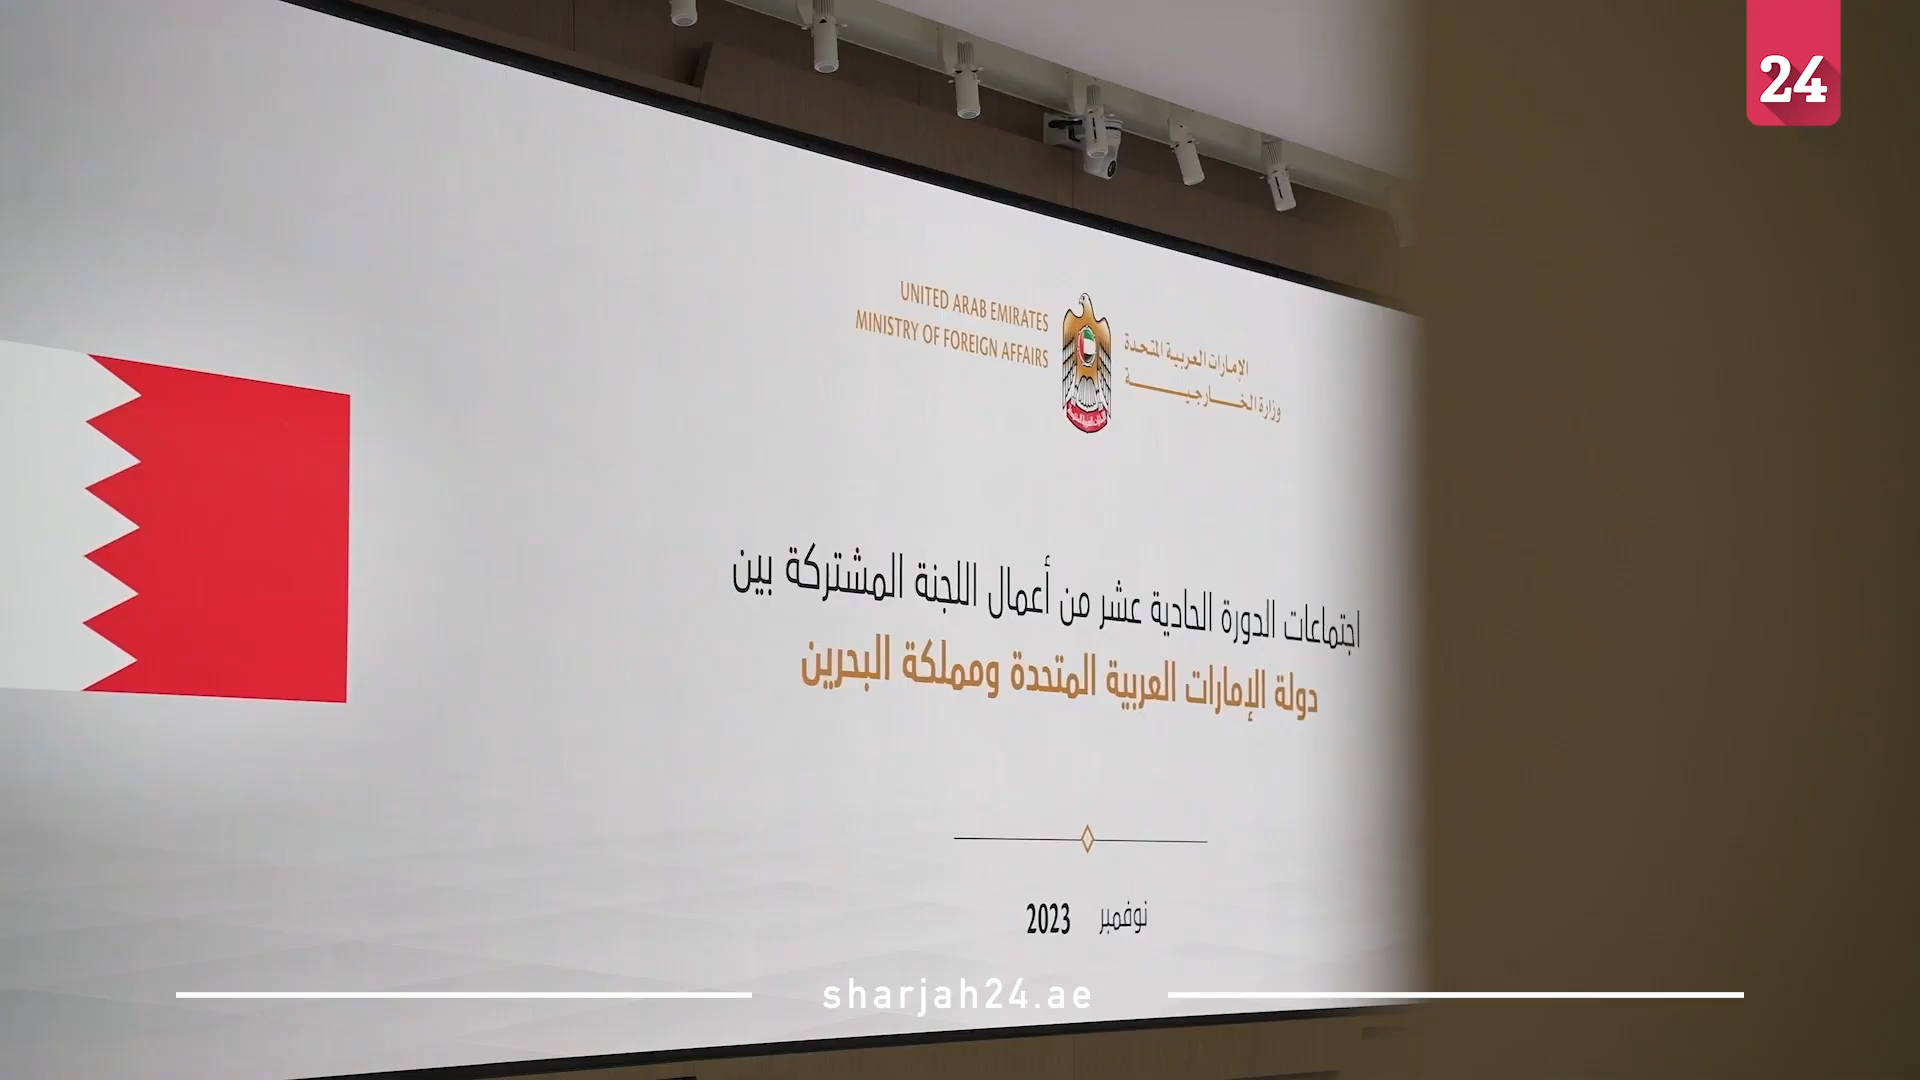 24
UNITED ARAB EMIRATES
MINISTRY OF FOREIGN AFFAIRS
الإمارات العربية المتحدة
وزارة الخارجية
اجتماعات الدورة الحادية عشر من أعمال اللجنة المشتركة بين
دولة الإمارات العربية المتحدة ومملكة البحرين
نوفمبر 2023
sharjah24.ae